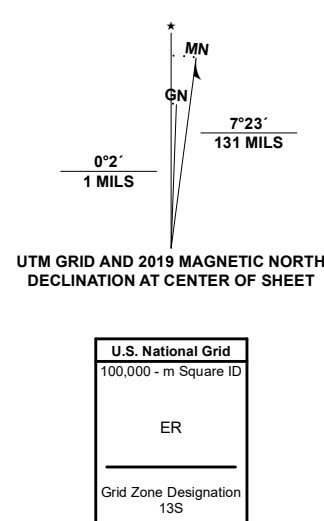 ★
MN
GN
7°23´
131 MILS
0°2´
1 MILS
UTM GRID AND 2019 MAGNETIC NORTH
DECLINATION AT CENTER OF SHEET
U.S. National Grid
100,000 - m Square ID
ER
Grid Zone Designation
13S